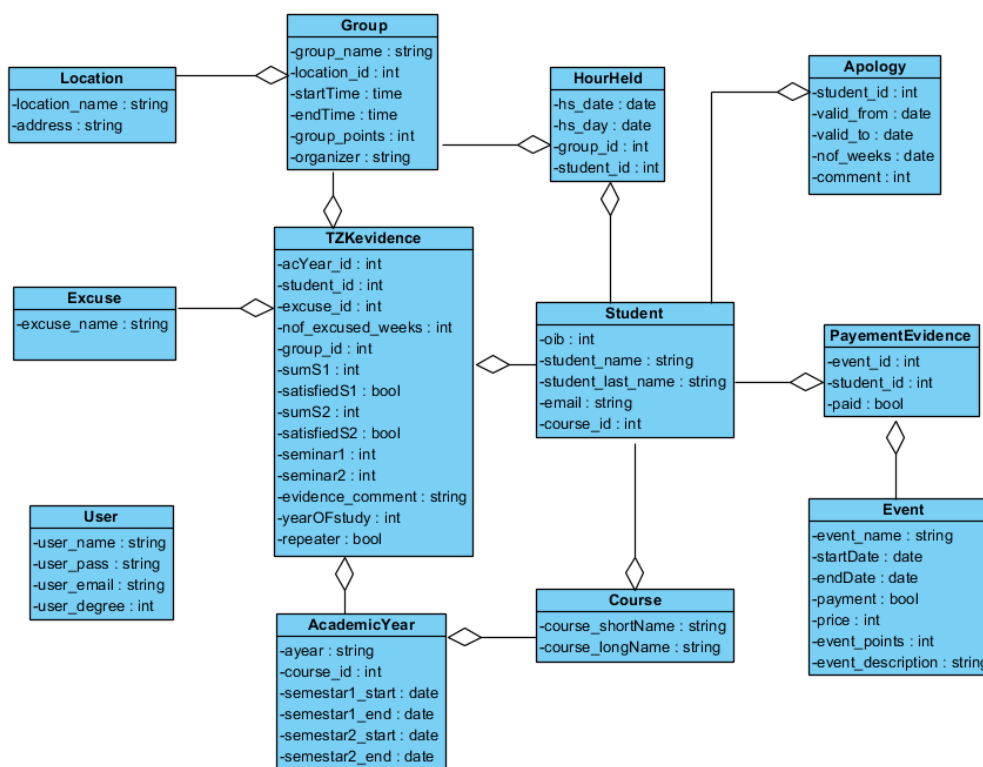 Group
-group_name : string
-location_id : int
-startTime : time
-endTime : time
-group_points : int
-organizer : string
Location
-location_name : string
-address : string
HourHeld
-hs_date : date
-hs_day : date
-group_id : int
-student_id : int
Apology
-student_id : int
-valid_from : date
-valid_to : date
-nof_weeks : date
-comment : int
TZKevidence
-acYear_id : int
-student_id : int
-excuse_id : int
-nof_excused_weeks : int
-group_id : int
-sumS1 : int
-satisfiedS1 : bool
-sumS2 : int
-satisfiedS2 : bool
-seminar1 : int
-seminar2 : int
-evidence_comment : string
-yearOFstudy : int
-repeater : bool
Excuse
-excuse_name : string
Student
-oib : int
-student_name : string
-student_last_name : string
-email : string
-course_id : int
PayementEvidence
-event_id : int
-student_id : int
-paid : bool
User
-user_name : string
-user_pass : string
-user_email : string
-user_degree : int
Event
-event_name : string
-startDate : date
-endDate : date
-payment : bool
-price : int
-event_points : int
-event_description : string
AcademicYear
-ayear : string
-course_id : int
-semestar1_start : date
-semestar1_end : date
-semestar2_start : date
-semestar2_end : date
Course
-course_shortName : string
-course_longName : string